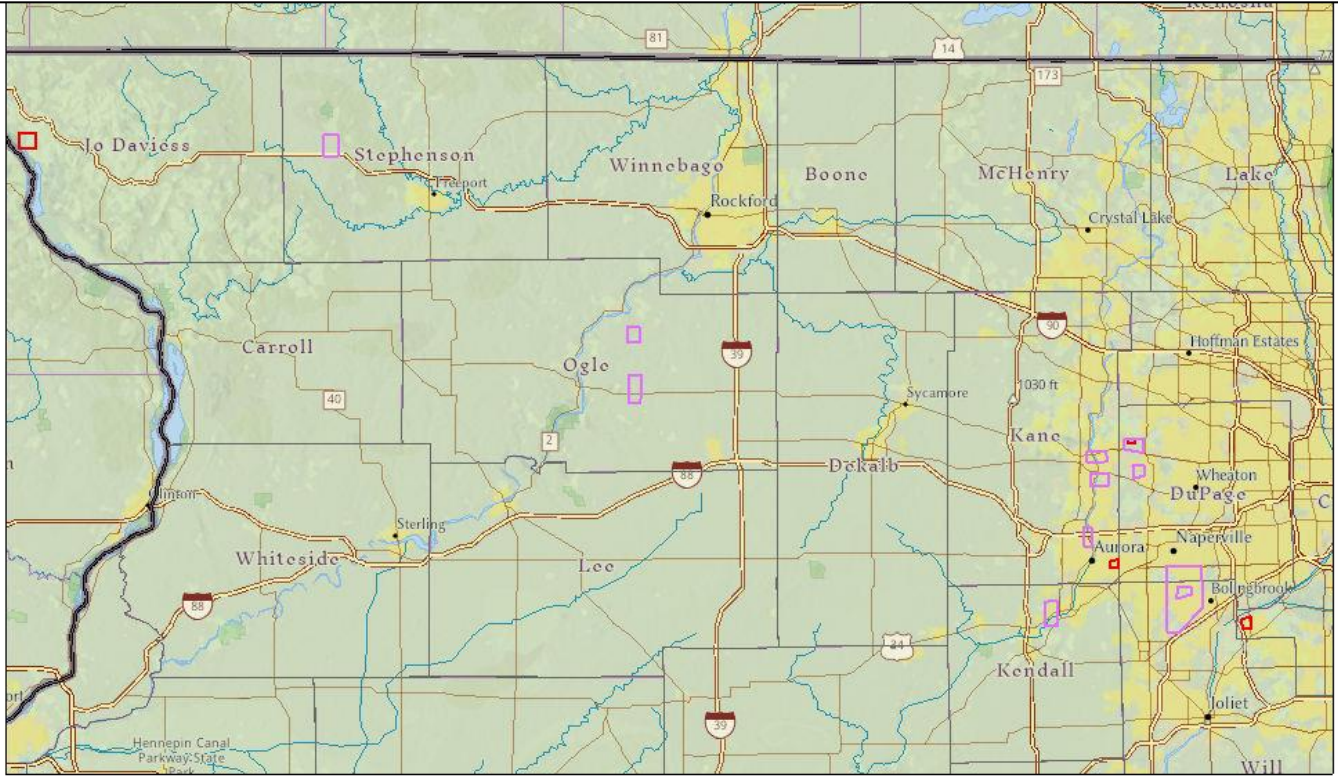 Kenosha
81
14
77
173
Jo Daviess
Stephenson
Winnebago
Boone
McHenry
Lake
Freeport
Rockford
Crystal Lake
90
Carroll
Hoffman Estates
39
Ogle
1030 ft
Sycamore
40
Kane
2
Dekalb
88
Wheaton
DuPage
Clinton
C
Sterling
Naperville
Aurora
Whiteside
Lee
Bolingbrook
88
34
Kendall
Joliet
39
Hennepin Canal
Parkway State
Park
Will